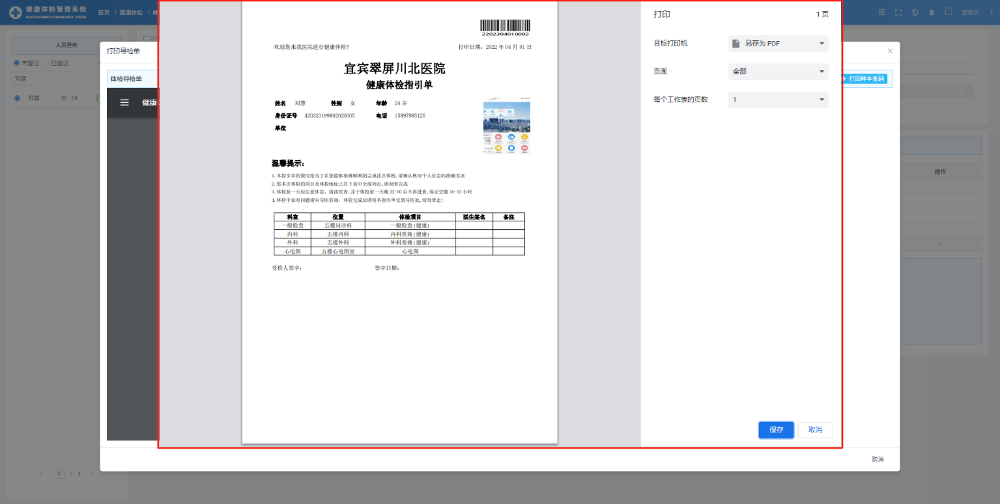 健康体检管理系统
首页 / 健康体检 / 体
管理员
人员查询
未登记 已登记
刘慧
刘慧 女 24
1 / 1
打印导检单
体检导检单
健康
打印样本条码
操作
-
取消
2202204010002
欢迎您来我医院进行健康体检！ 打印日期：2022 年 04 月 01 日
宜宾翠屏川北医院
健康体检指引单
姓名 刘慧 性别 女 年龄 24 岁
身份证号 420323199802020005 电话 15897885125
单位
温馨提示：
1.本指引单的使用是为了让您能够准确顺利的完成此次体检,请确认核对个人信息的准确无误
2.您本次体检的项目及体检地址已在下表中全部列出,请对照完成
3.体检前一天应注意休息，清淡饮食,并于体检前一天晚 22:00 后不再进食,保证空腹 10-12 小时
4.体检中如有问题请向导医咨询。体检完成后请将本指引单交到导医处,切勿带走!
科室 位置 体检项目 医生签名 备注
一般检查 五楼问诊科 一般检查(健康)
内科 五楼内科 内科常规(健康)
外科 五楼外科 外科常规(健康)
心电图 五楼心电图室 心电图
受检人签字： 签字日期：
打印 1 页
目标打印机 另存为 PDF
页面 全部
每个工作表的页数 1
保存 取消